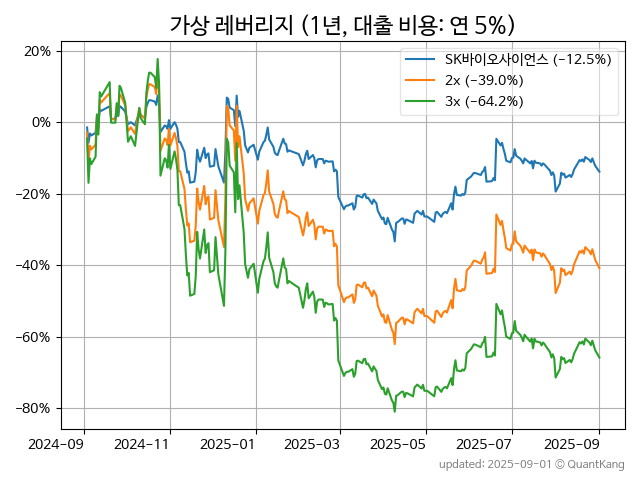 가상 레버리지 (1년, 대출 비용: 연 5%)
SK바이오사이언스 (−12.5%)
2x (−39.0%)
3x (−64.2%)
20%
0%
−20%
−40%
−60%
−80%
2024-09 2024-11 2025-01 2025-03 2025-05 2025-07 2025-09
updated: 2025-09-01 © QuantKang